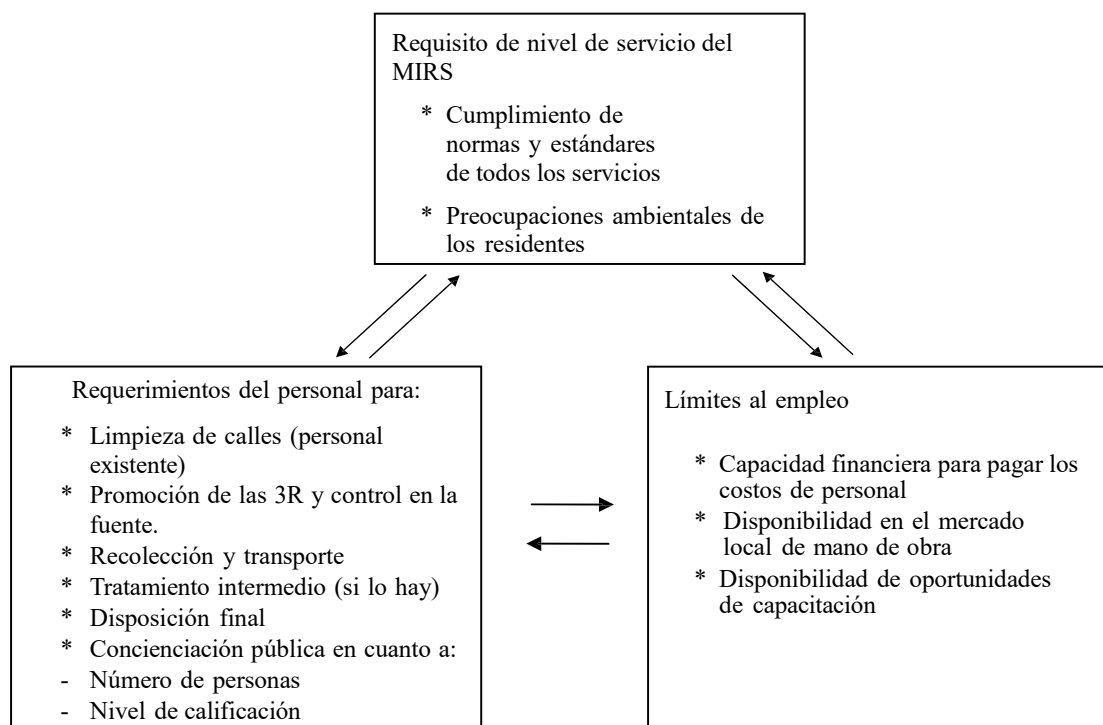 Requisito de nivel de servicio del
MIRS
* Cumplimiento de
normas y estándares
de todos los servicios
* Preocupaciones ambientales de
los residentes
Requerimientos del personal para:
* Limpieza de calles (personal
existente)
* Promoción de las 3R y control en la
fuente.
* Recolección y transporte
* Tratamiento intermedio (si lo hay)
* Disposición final
* Concienciación pública en cuanto a:
- Número de personas
- Nivel de calificación
Límites al empleo
* Capacidad financiera para pagar los
costos de personal
* Disponibilidad en el mercado
local de mano de obra
* Disponibilidad de oportunidades
de capacitación